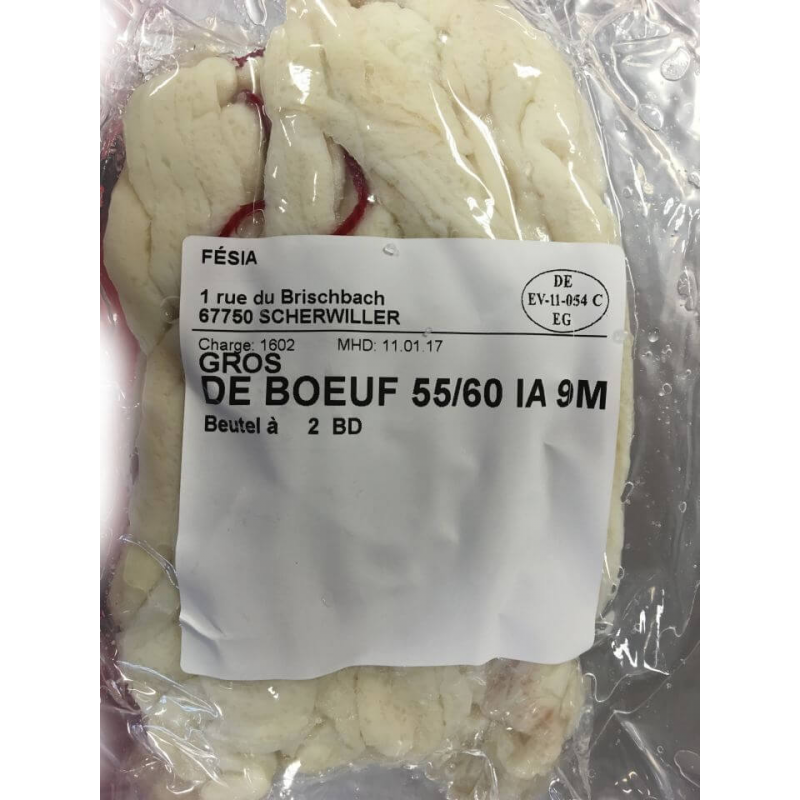 FÉSIA
1 rue du Brischbach
67750 SCHERWILLER
DE
EV-11-054 C
EG
Charge: 1602 MHD: 11.01.17
GROS
DE BOEUF 55/60 IA 9M
Beutel à 2 BD